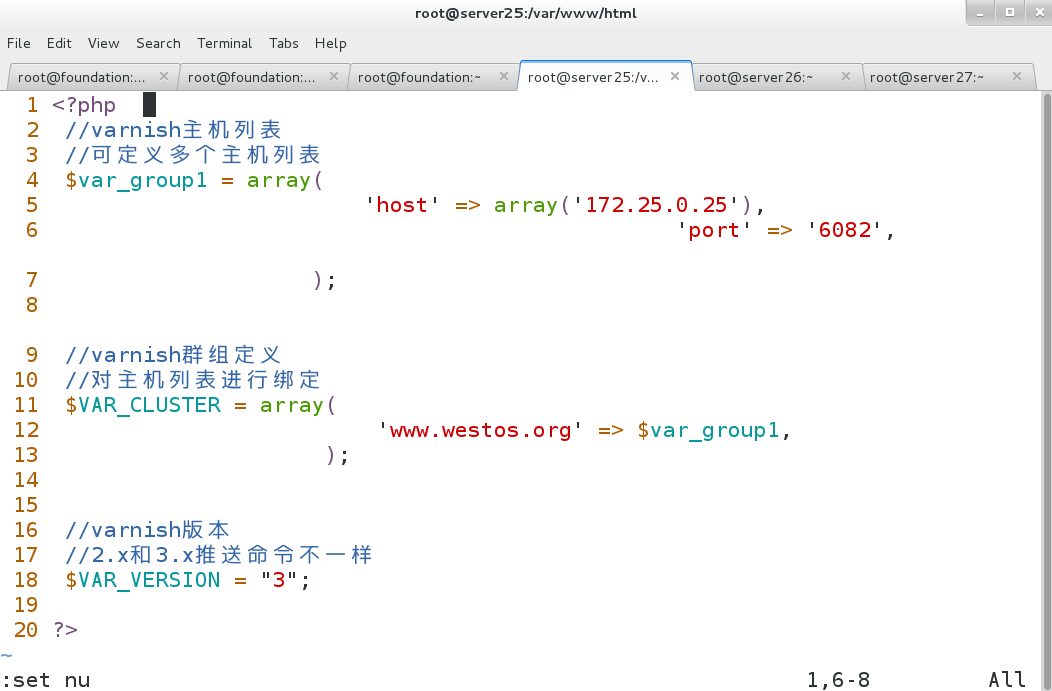 root@server25:/var/www/html
File Edit View Search Terminal Tabs Help
root@foundation:... × root@foundation:... × root@foundation:~ × root@server25:/v... × root@server26:~ × root@server27:~ ×
1 <?php
2 //varnish主机列表
3 //可定义多个主机列表
4 $var_group1 = array(
5 'host' => array('172.25.0.25'),
6 'port' => '6082',
7 );
8
9 //varnish群组定义
10 //对主机列表进行绑定
11 $VAR_CLUSTER = array(
12 'www.westos.org' => $var_group1,
13 );
14
15
16 //varnish版本
17 //2.x和3.x推送命令不一样
18 $VAR_VERSION = "3";
19
20 ?>
~
:set nu 1,6-8 All